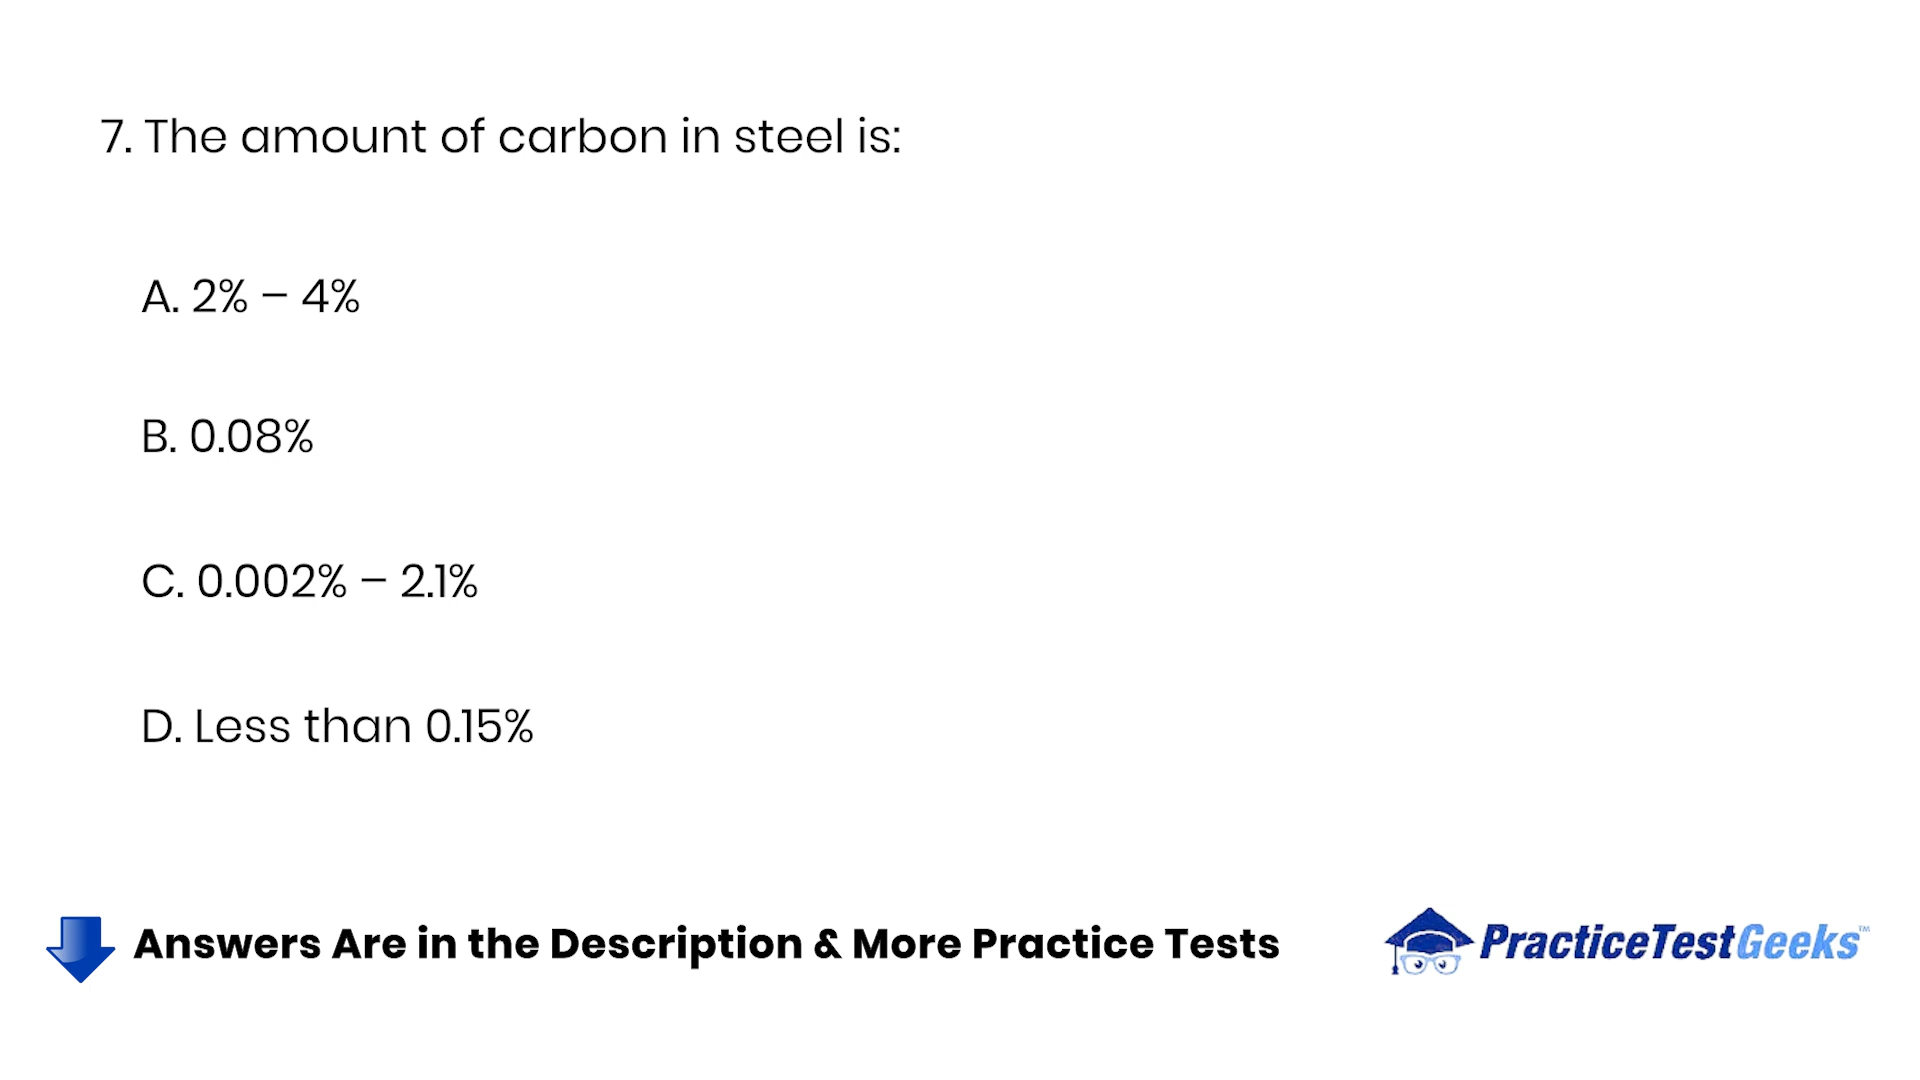 7. The amount of carbon in steel is:
A. 2% – 4%
B. 0.08%
C. 0.002% – 2.1%
D. Less than 0.15%
Answers Are in the Description & More Practice Tests
PracticeTestGeeks™